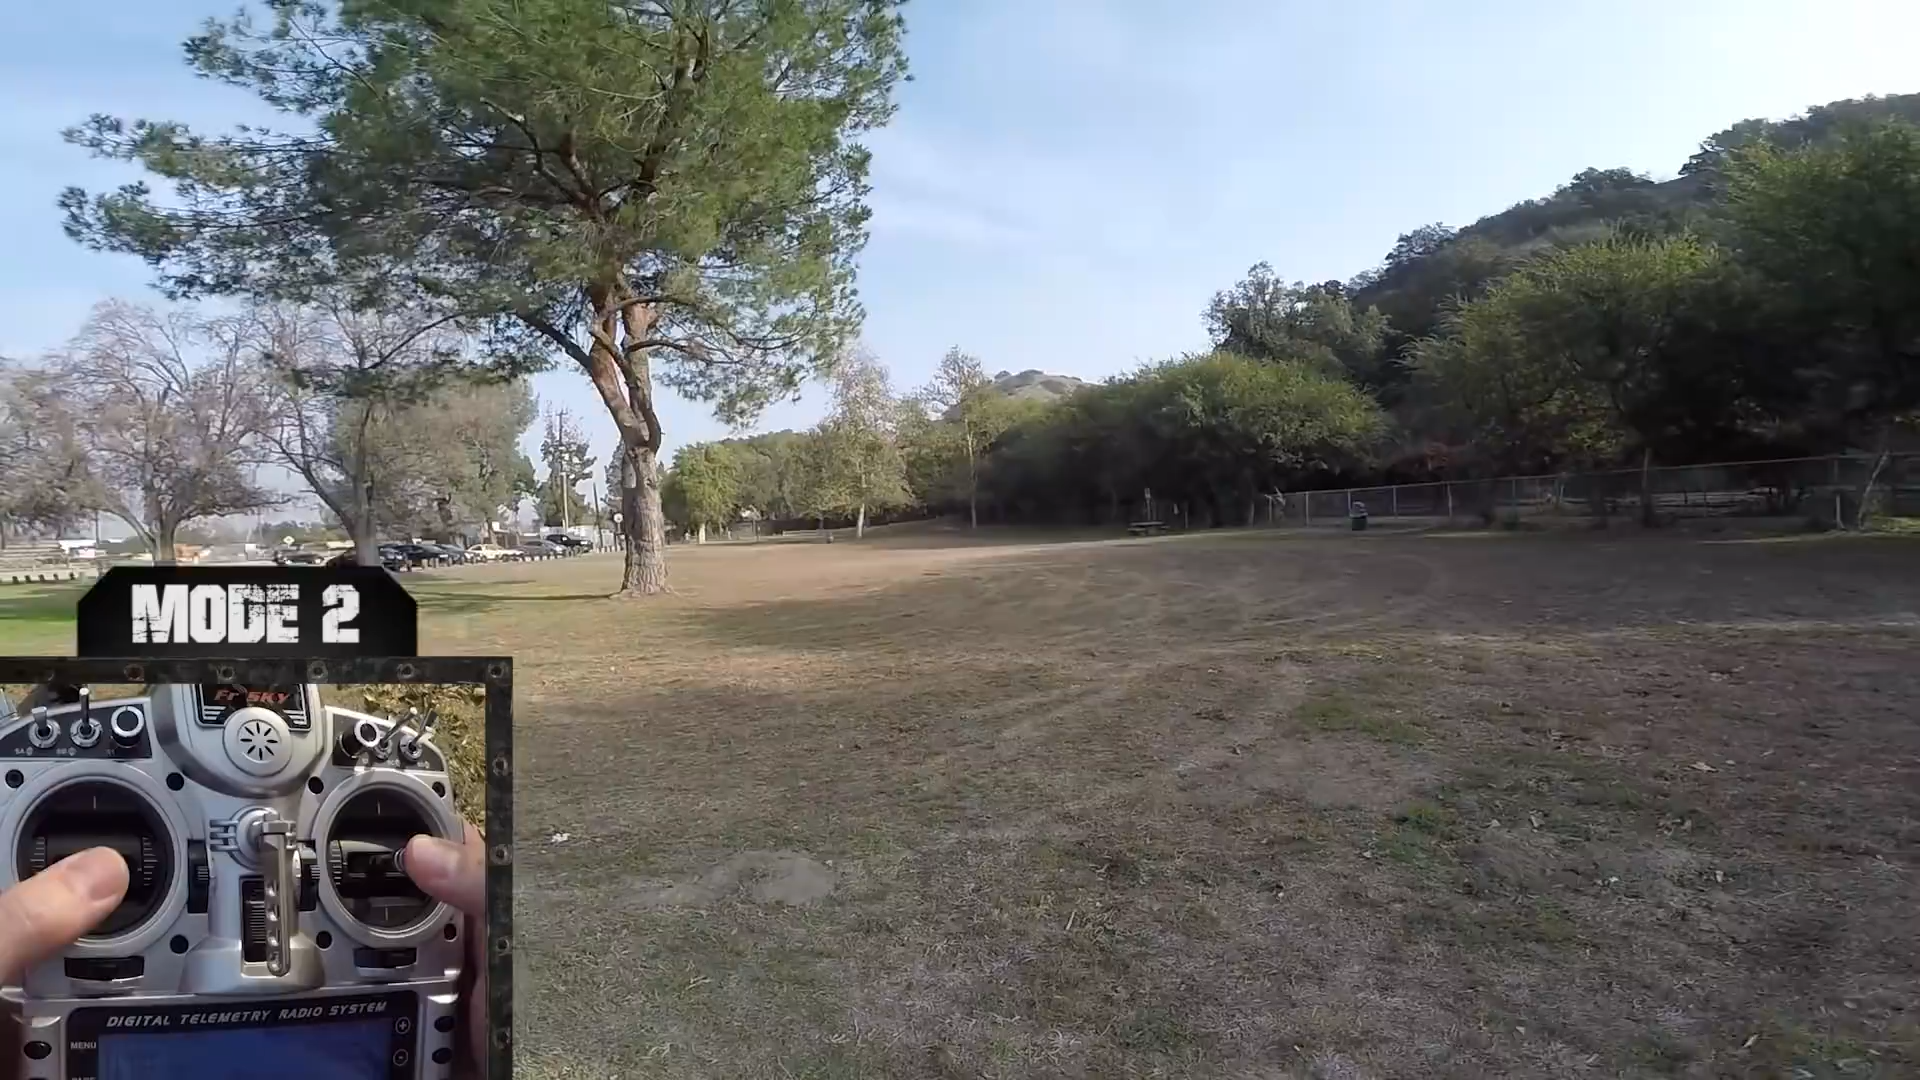 MODE 2
FrSKY
DIGITAL TELEMETRY RADIO SYSTEM
MENU